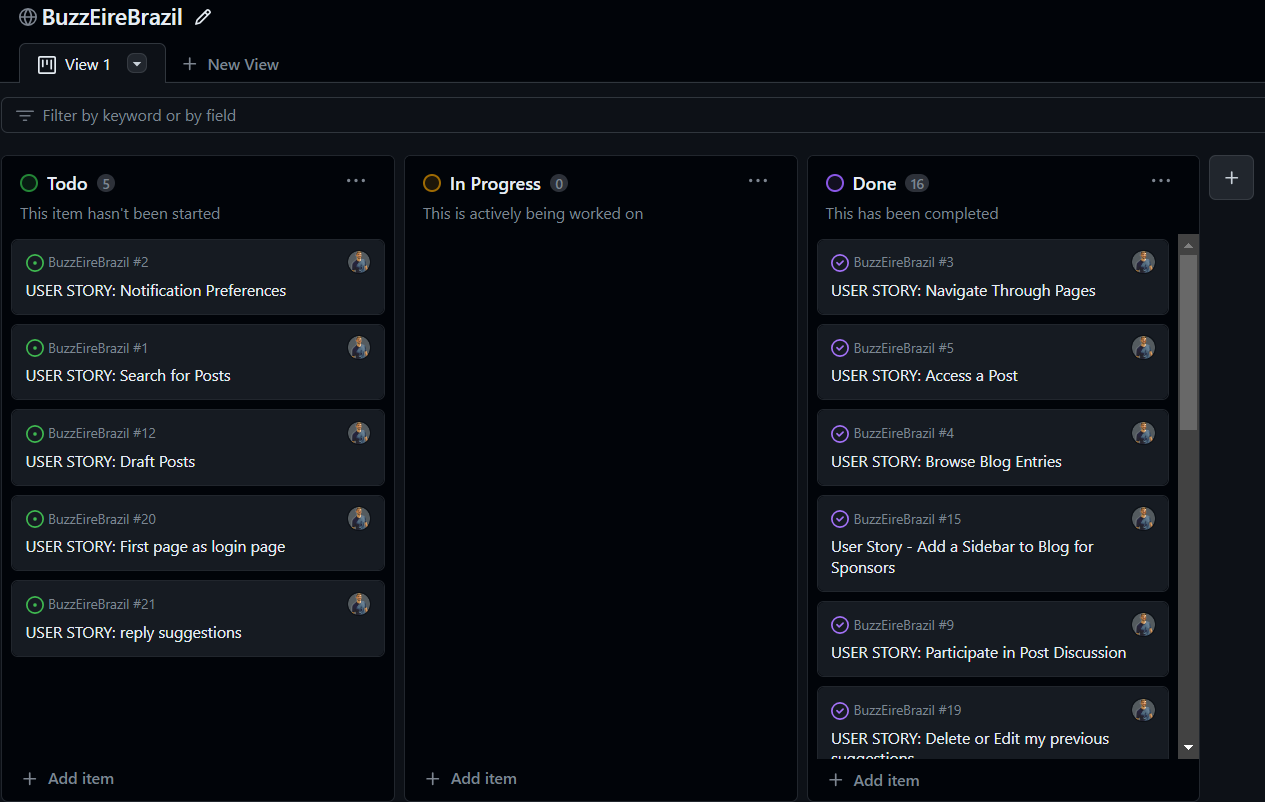 BuzzEireBrazil
View 1
New View
Filter by keyword or by field
Todo 5
This item hasn't been started
BuzzEireBrazil #2
USER STORY: Notification Preferences
BuzzEireBrazil #1
USER STORY: Search for Posts
BuzzEireBrazil #12
USER STORY: Draft Posts
BuzzEireBrazil #20
USER STORY: First page as login page
BuzzEireBrazil #21
USER STORY: reply suggestions
Add item
In Progress 0
This is actively being worked on
Add item
Done 16
This has been completed
BuzzEireBrazil #3
USER STORY: Navigate Through Pages
BuzzEireBrazil #5
USER STORY: Access a Post
BuzzEireBrazil #4
USER STORY: Browse Blog Entries
BuzzEireBrazil #15
User Story - Add a Sidebar to Blog for
Sponsors
BuzzEireBrazil #9
USER STORY: Participate in Post Discussion
BuzzEireBrazil #19
USER STORY: Delete or Edit my previous
suggestions
Add item